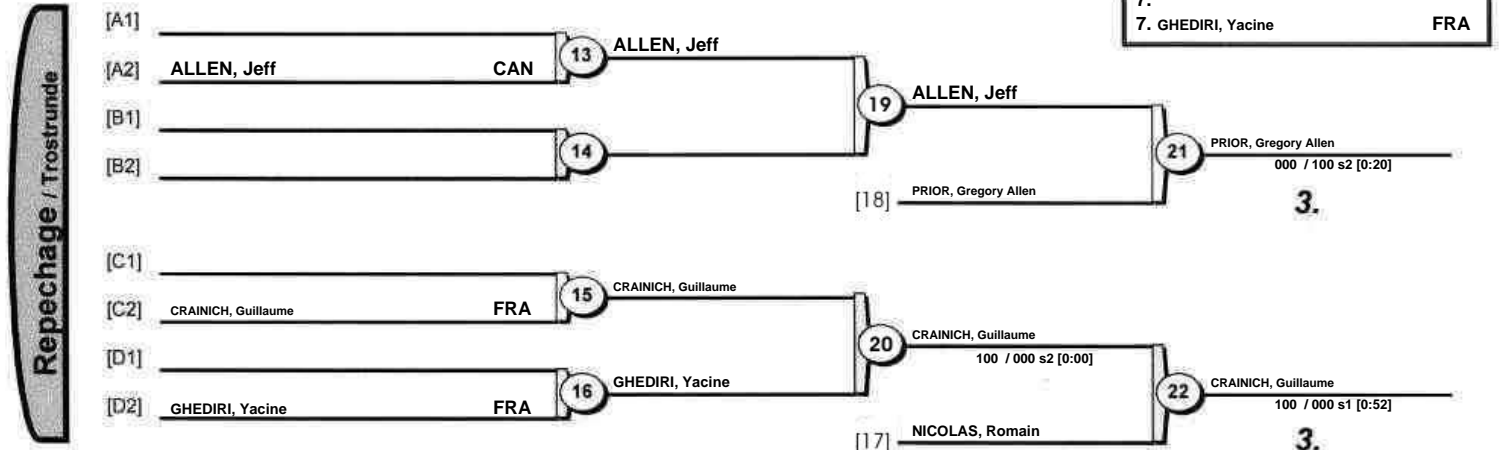 7.
7. GHEDIRI, Yacine FRA
Repechage / Trostrunde
[A1]
13 ALLEN, Jeff
[A2] ALLEN, Jeff CAN
19 ALLEN, Jeff
[B1]
14
[B2]
21 PRIOR, Gregory Allen
000 / 100 s2 [0:20]
[18] PRIOR, Gregory Allen
3.
[C1]
15 CRAINICH, Guillaume
[C2] CRAINICH, Guillaume FRA
20 CRAINICH, Guillaume
100 / 000 s2 [0:00]
[D1]
16 GHEDIRI, Yacine
[D2] GHEDIRI, Yacine FRA
22 CRAINICH, Guillaume
100 / 000 s1 [0:52]
[17] NICOLAS, Romain
3.